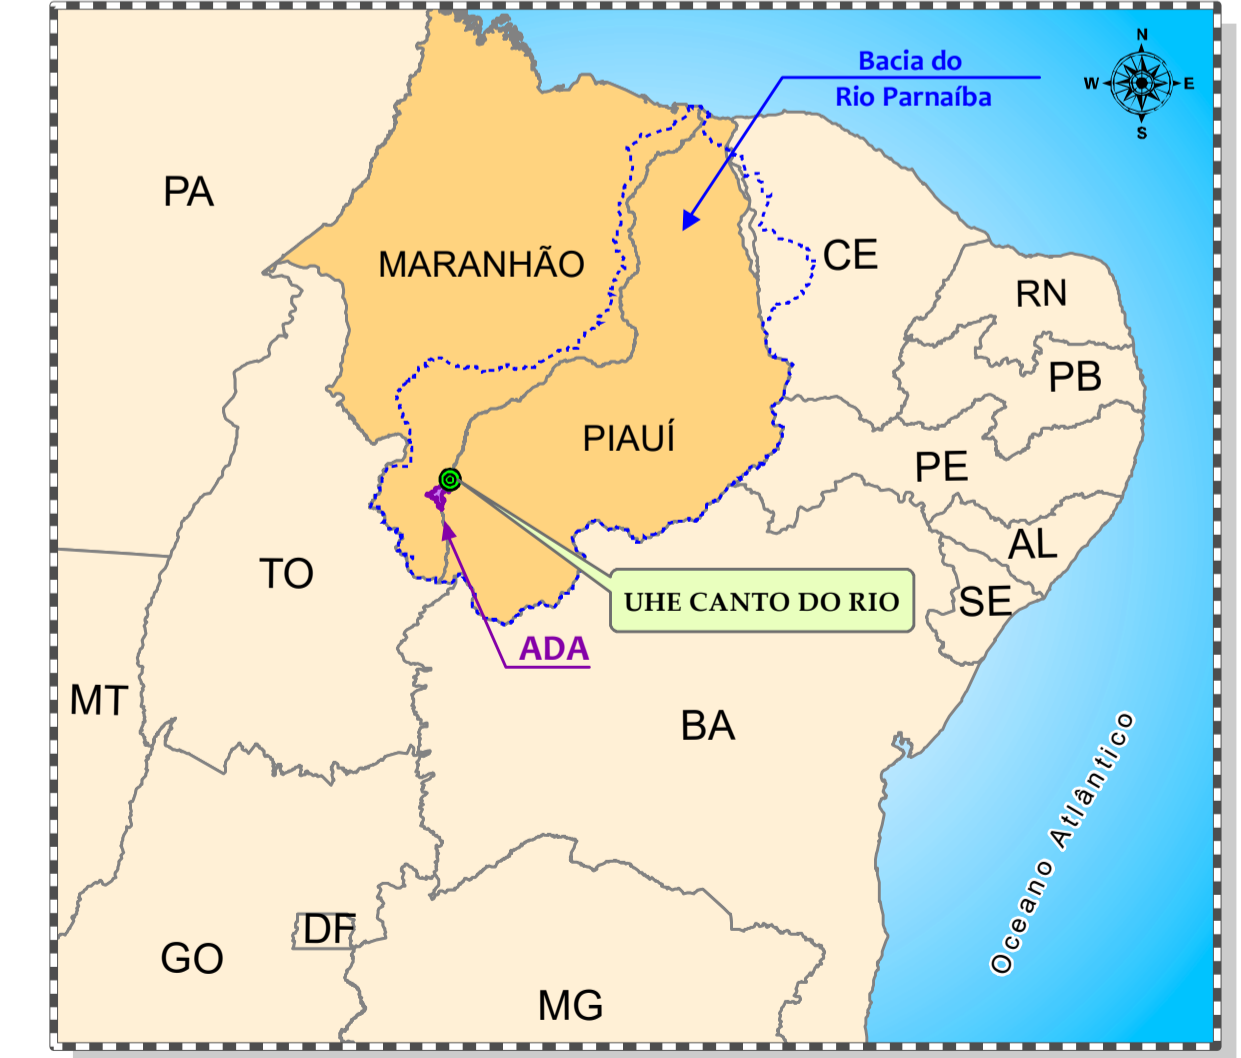 N
W E
S
Bacia do
Rio Parnaíba
PA
MARANHÃO
CE
RN
PB
PIAUÍ
PE
AL
TO
UHE CANTO DO RIO
SE
ADA
MT
BA
Oceano Atlântico
DF
GO
MG